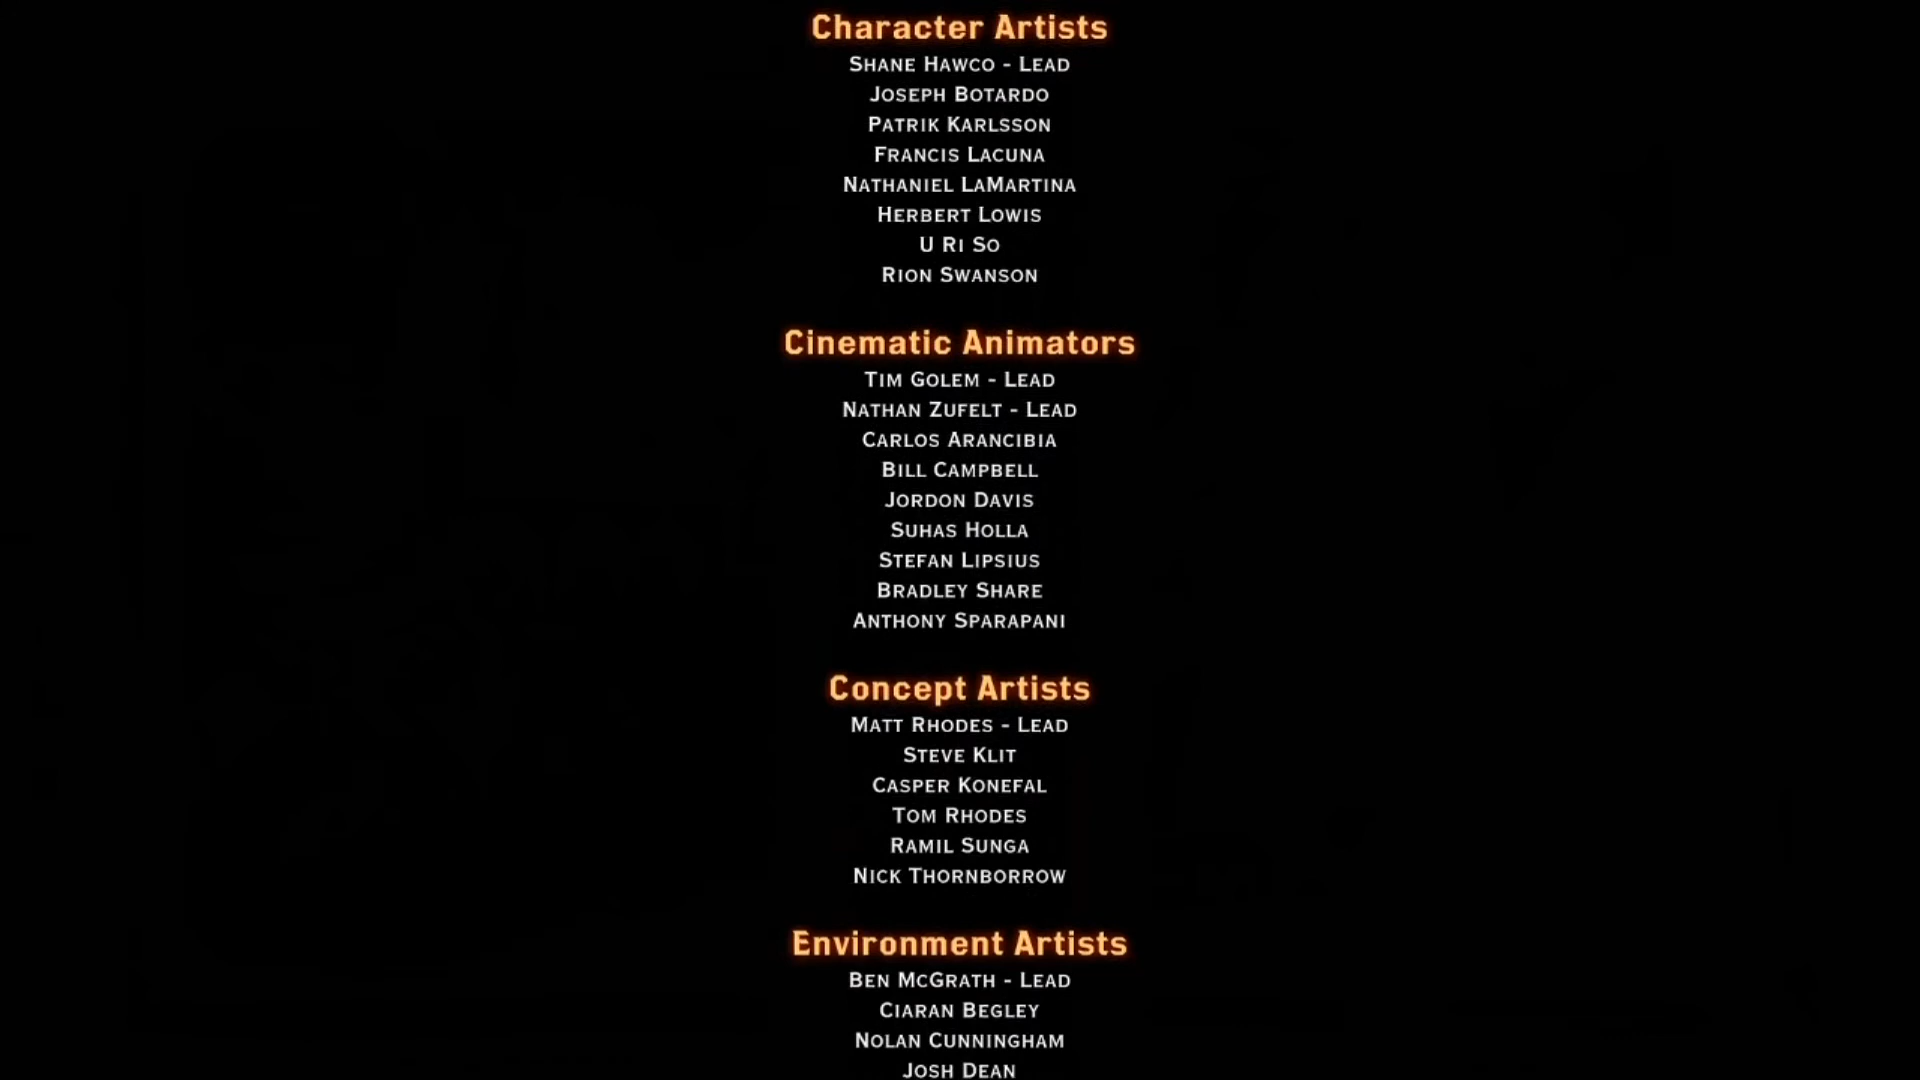 Character Artists
Shane Hawco - Lead
Joseph Botardo
Patrik Karlsson
Francis Lacuna
Nathaniel LaMartina
Herbert Lowis
U Ri So
Rion Swanson
Cinematic Animators
Tim Golem - Lead
Nathan Zufelt - Lead
Carlos Arancibia
Bill Campbell
Jordon Davis
Suhas Holla
Stefan Lipsius
Bradley Share
Anthony Sparapani
Concept Artists
Matt Rhodes - Lead
Steve Klit
Casper Konefal
Tom Rhodes
Ramil Sunga
Nick Thornborrow
Environment Artists
Ben McGrath - Lead
Ciaran Begley
Nolan Cunningham
Josh Dean